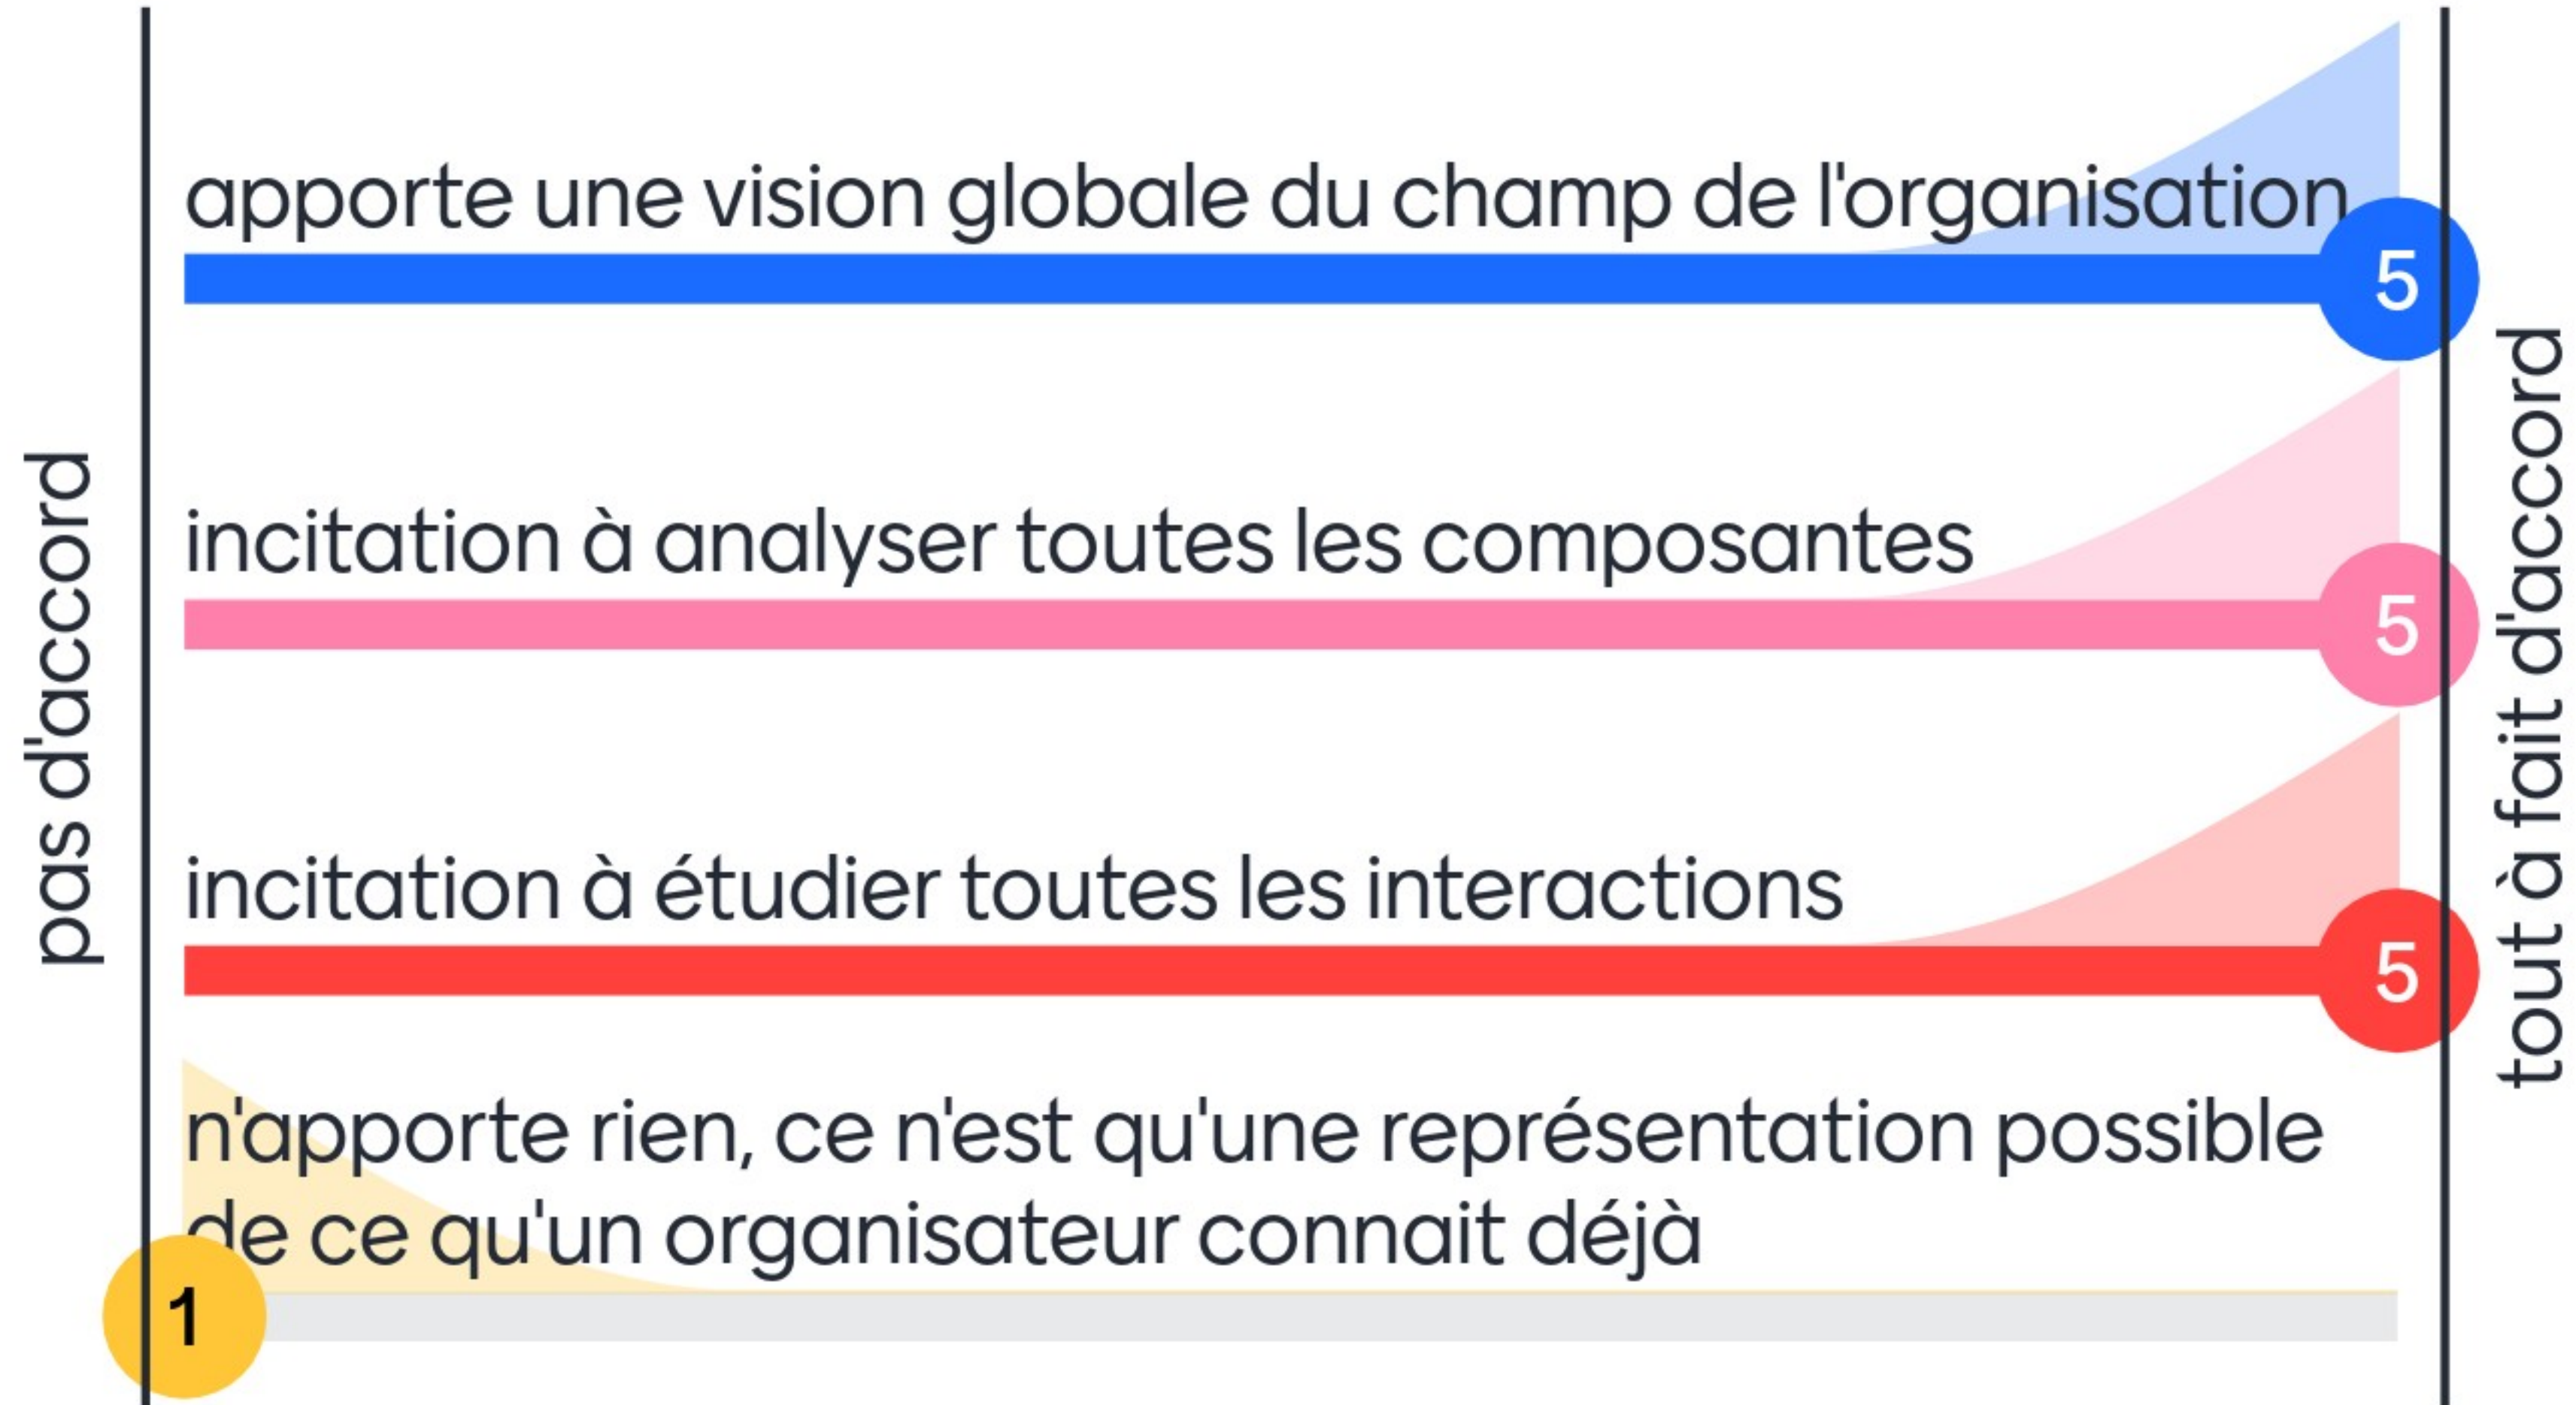 apporte une vision globale du champ de l'organisation
5
pas d'accord
tout à fait d'accord
incitation à analyser toutes les composantes
5
incitation à étudier toutes les interactions
5
n'apporte rien, ce n'est qu'une représentation possible
de ce qu'un organisateur connait déjà
1